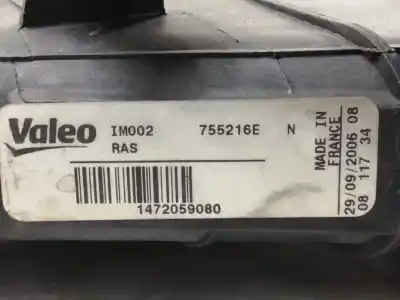 Valeo IM002 755216E N
RAS
1472059080
MADE IN
FRANCE
29/09/2006 08
08 117 34